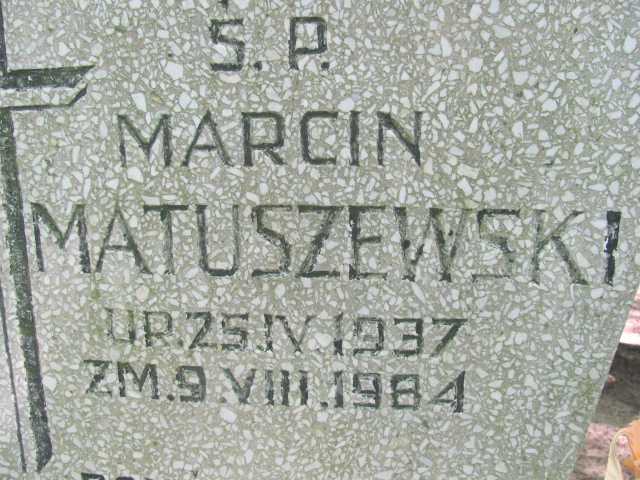 Ś. P.
MARCIN
MATUSZEWSKI
UR.25.IV.1937
ZM.9.VIII.1984